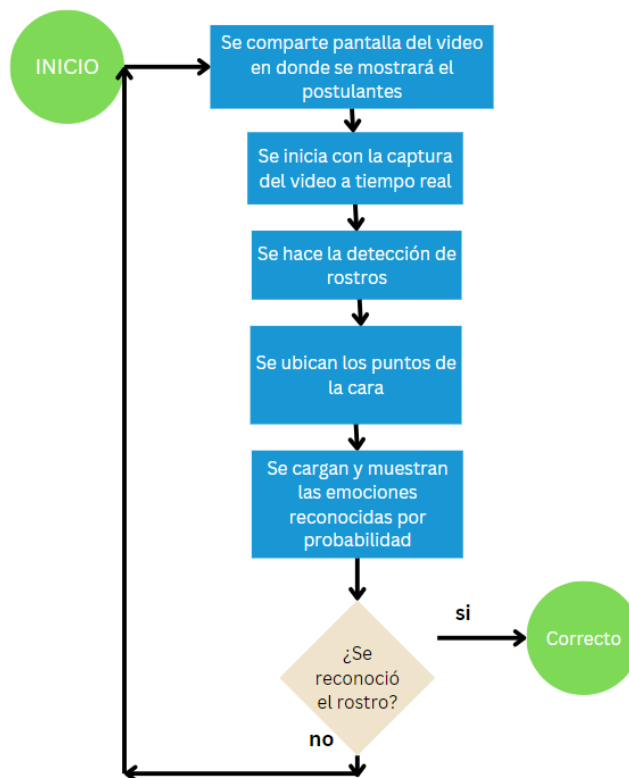 INICIO
Se comparte pantalla del video
en donde se mostrará el
postulantes
Se inicia con la captura
del video a tiempo real
Se hace la detección de
rostros
Se ubican los puntos de
la cara
Se cargan y muestran
las emociones
reconocidas por
probabilidad
¿Se
reconoció
el rostro?
si
Correcto
no